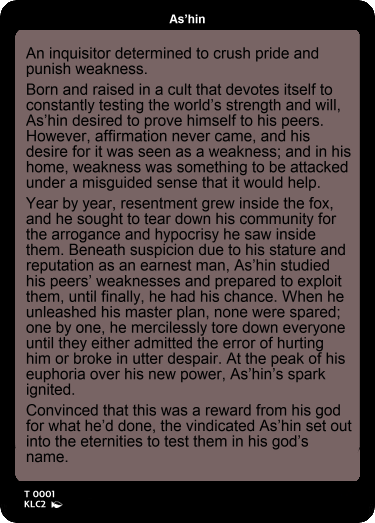 As'hin
An inquisitor determined to crush pride and
punish weakness.
Born and raised in a cult that devotes itself to
constantly testing the world's strength and will,
As'hin desired to prove himself to his peers.
However, affirmation never came, and his
desire for it was seen as a weakness; and in his
home, weakness was something to be attacked
under a misguided sense that it would help.
Year by year, resentment grew inside the fox,
and he sought to tear down his community for
the arrogance and hypocrisy he saw inside
them. Beneath suspicion due to his stature and
reputation as an earnest man, As'hin studied
his peers' weaknesses and prepared to exploit
them, until finally, he had his chance. When he
unleashed his master plan, none were spared;
one by one, he mercilessly tore down everyone
until they either admitted the error of hurting
him or broke in utter despair. At the peak of his
euphoria over his new power, As'hin's spark
ignited.
Convinced that this was a reward from his god
for what he'd done, the vindicated As'hin set out
into the eternities to test them in his god's
name.
T 0001
KLC2